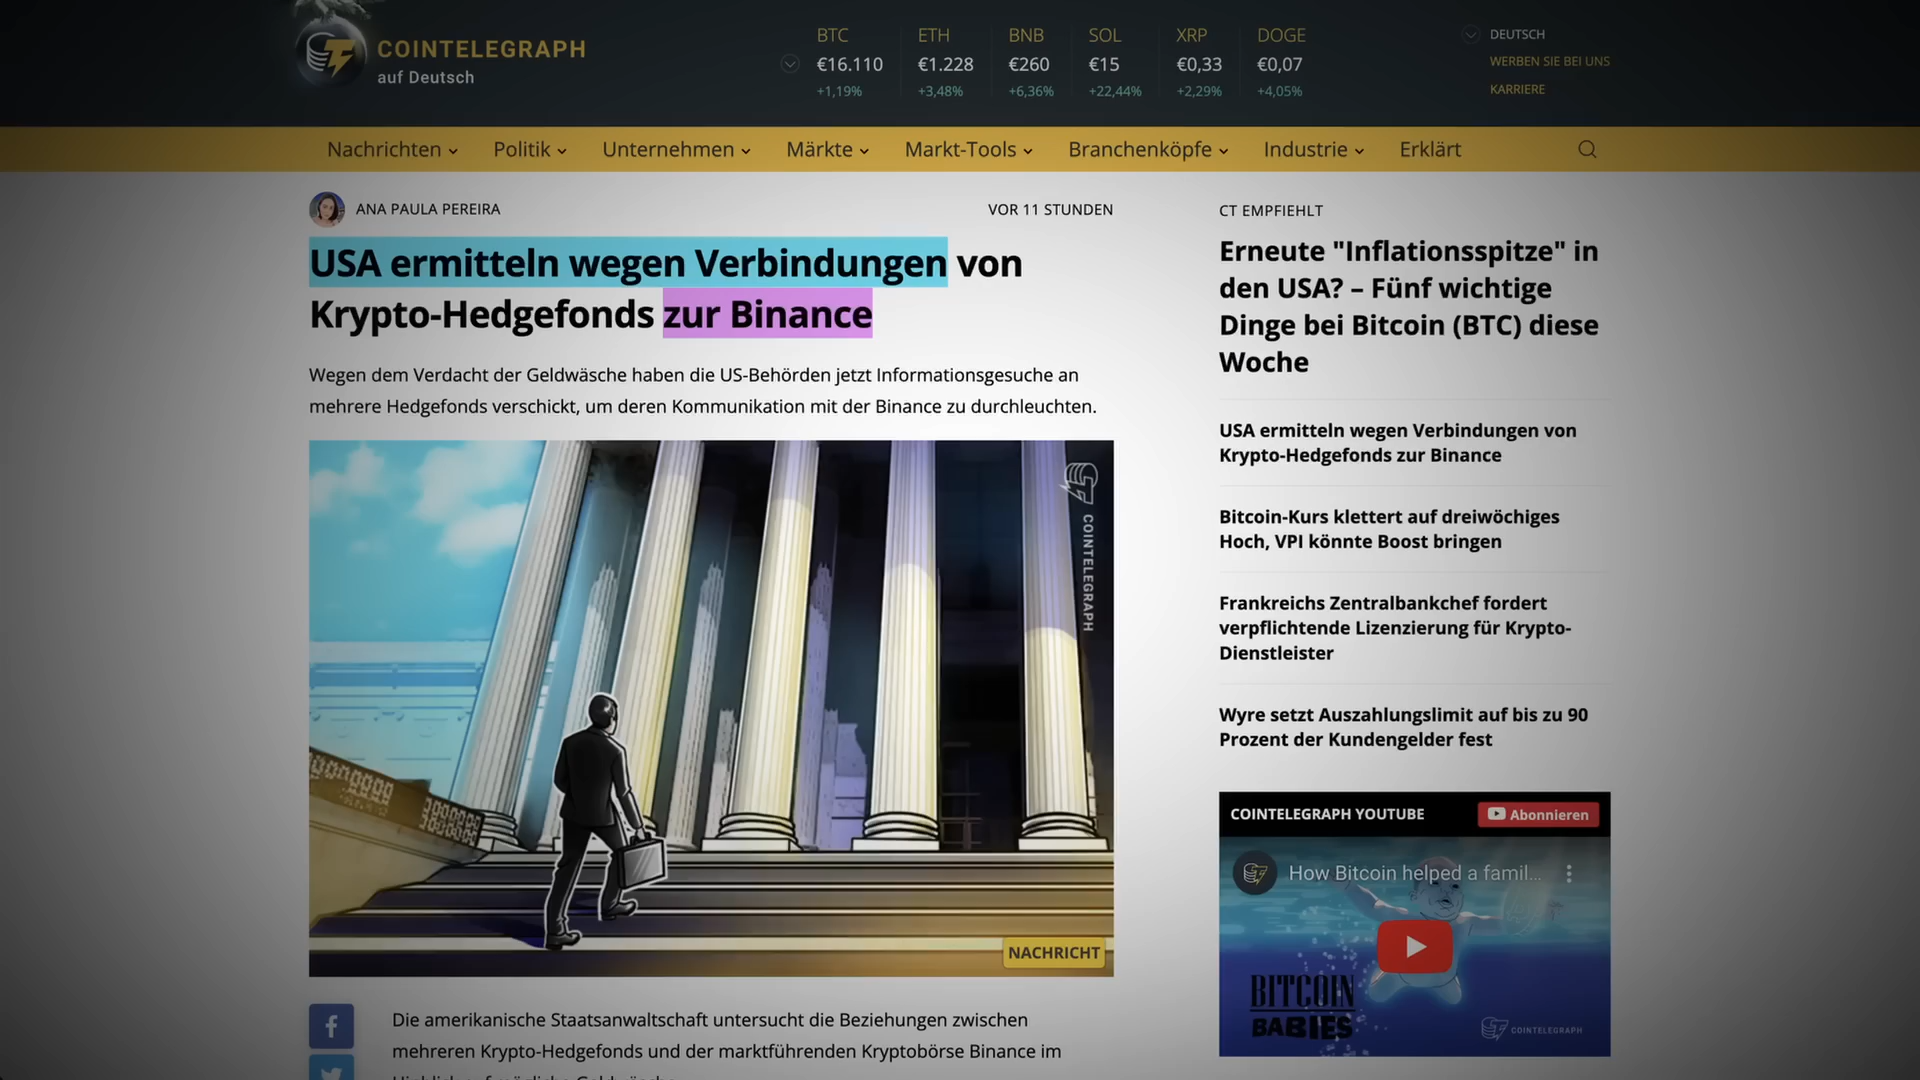 COINTELEGRAPH
auf Deutsch
BTC
€16.110
+1,19%
ETH
€1.228
+3,48%
BNB
€260
+6,36%
SOL
€15
+22,44%
XRP
€0,33
+2,29%
DOGE
€0,07
+4,05%
DEUTSCH
WERBEN SIE BEI UNS
KARRIERE
Nachrichten Politik Unternehmen Märkte Markt-Tools Branchenköpfe Industrie Erklärt
ANA PAULA PEREIRA
VOR 11 STUNDEN
USA ermitteln wegen Verbindungen von
Krypto-Hedgefonds zur Binance
Wegen dem Verdacht der Geldwäsche haben die US-Behörden jetzt Informationsgesuche an
mehrere Hedgefonds verschickt, um deren Kommunikation mit der Binance zu durchleuchten.
COINTELEGRAPH
NACHRICHT
Die amerikanische Staatsanwaltschaft untersucht die Beziehungen zwischen
mehreren Krypto-Hedgefonds und der marktführenden Kryptobörse Binance im
CT EMPFIEHLT
Erneute "Inflationsspitze" in
den USA? – Fünf wichtige
Dinge bei Bitcoin (BTC) diese
Woche
USA ermitteln wegen Verbindungen von
Krypto-Hedgefonds zur Binance
Bitcoin-Kurs klettert auf dreiwöchiges
Hoch, VPI könnte Boost bringen
Frankreichs Zentralbankchef fordert
verpflichtende Lizenzierung für Krypto-
Dienstleister
Wyre setzt Auszahlungslimit auf bis zu 90
Prozent der Kundengelder fest
COINTELEGRAPH YOUTUBE
Abonnieren
How Bitcoin helped a famil...
BITCOIN
BABIES
COINTELEGRAPH